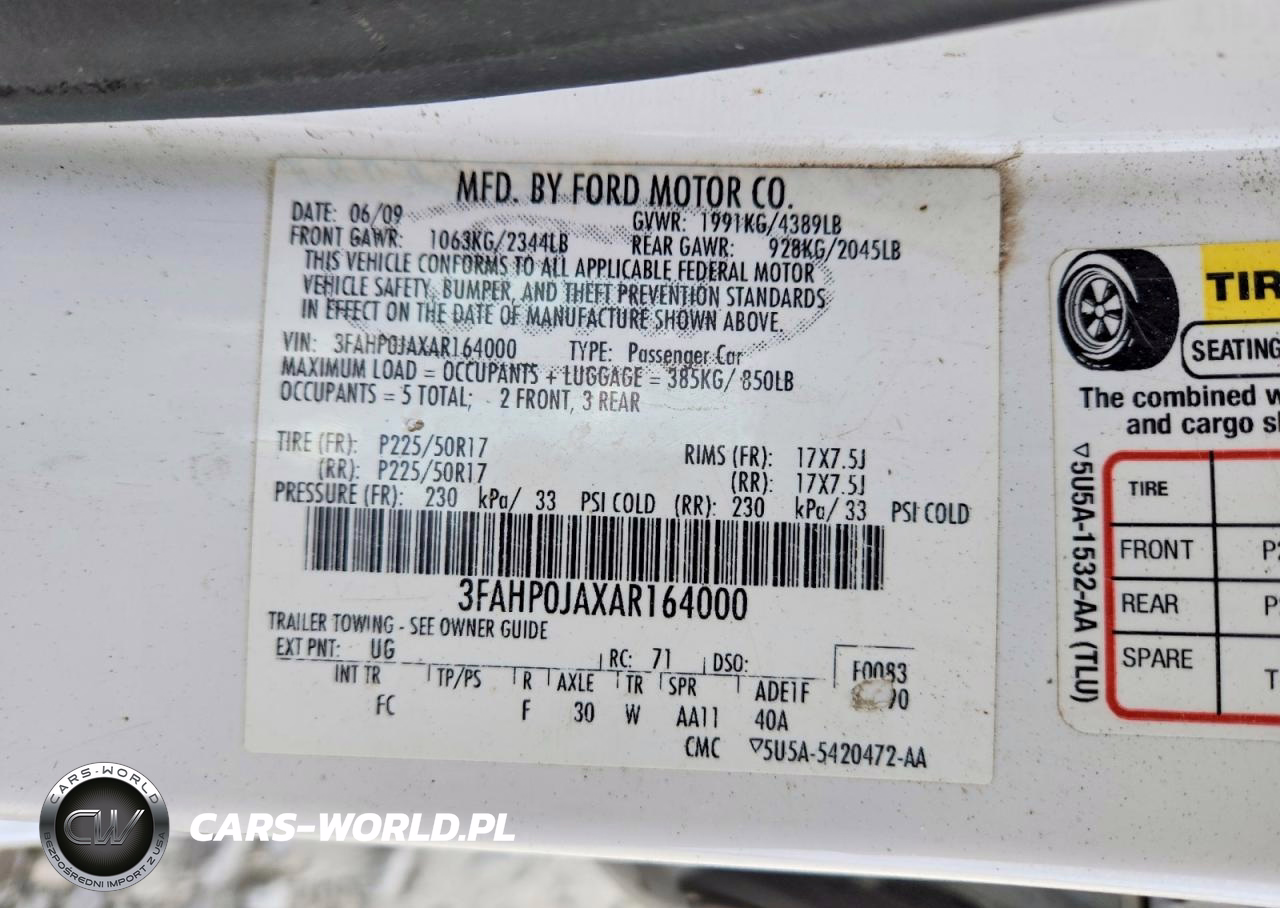 MFD. BY FORD MOTOR CO.
DATE: 06/09 GVWR: 1991KG/4389LB
FRONT GAWR: 1063KG/2344LB REAR GAWR: 928KG/2045LB
THIS VEHICLE CONFORMS TO ALL APPLICABLE FEDERAL MOTOR
VEHICLE SAFETY, BUMPER, AND THEFT PREVENTION STANDARDS
IN EFFECT ON THE DATE OF MANUFACTURE SHOWN ABOVE.
VIN: 3FAHP0JAXAR164000 TYPE: Passenger Car
MAXIMUM LOAD = OCCUPANTS + LUGGAGE = 385KG/ 850LB
OCCUPANTS = 5 TOTAL; 2 FRONT, 3 REAR
TIRE (FR): P225/50R17 RIMS (FR): 17X7.5J
(RR): P225/50R17 (RR): 17X7.5J
PRESSURE (FR): 230 kPa/ 33 PSI COLD (RR): 230 kPa/ 33 PSI COLD
3FAHP0JAXAR164000
TRAILER TOWING - SEE OWNER GUIDE
EXT PNT: UG RC: 71 DSO: F0083
INT TR TP/PS R AXLE TR SPR ADE1F
FC F 30 W AA11 40A
CMC ▽5U5A-5420472-AA
TIR
SEATING
The combined w
and cargo s
TIRE
FRONT P2
REAR P
SPARE T
▽5U5A-1532-AA (TLU)
CARS-WORLD
CW
BEZPOŚREDNI IMPORT Z USA
CARS-WORLD.PL